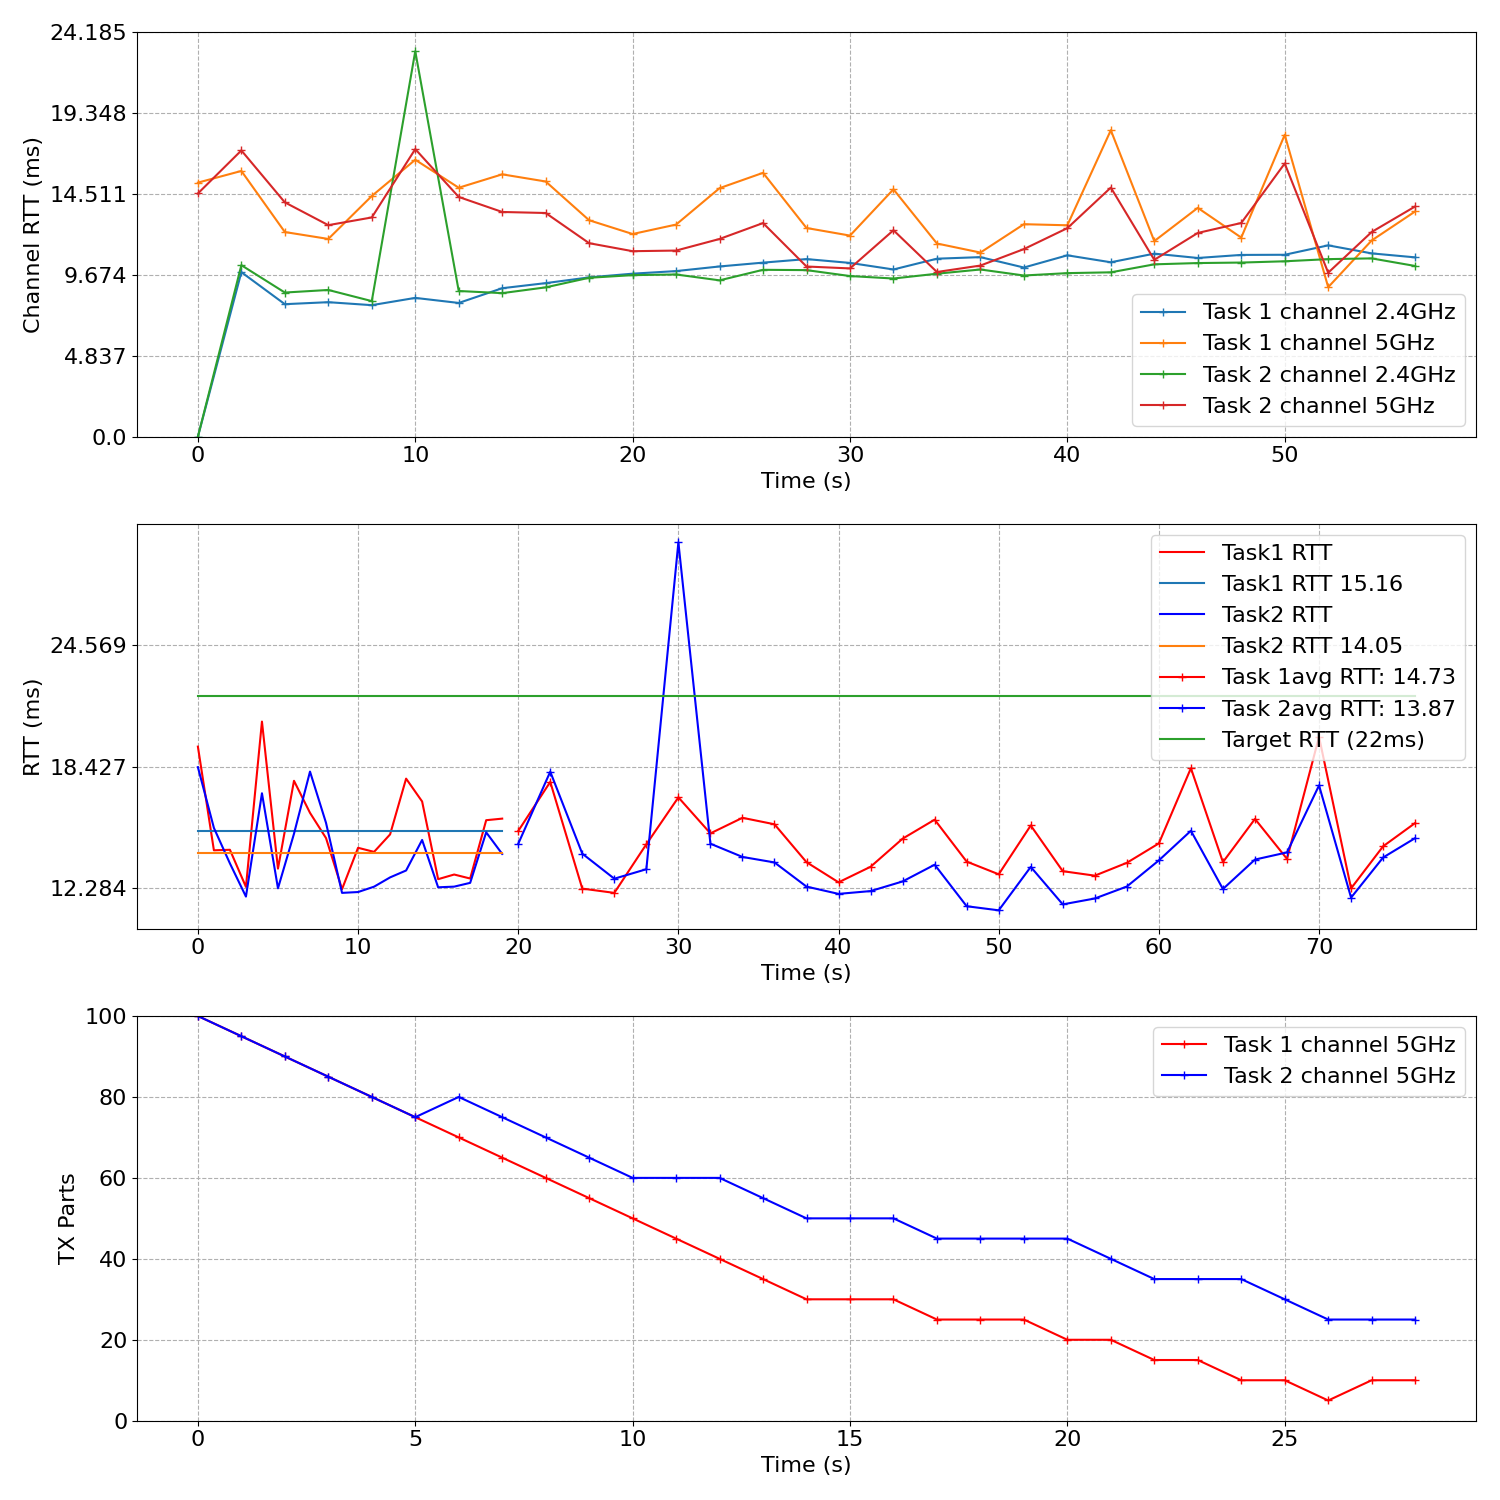 24.185
19.348
14.511
9.674
4.837
0.0
Channel RTT (ms)
Task 1 channel 2.4GHz
Task 1 channel 5GHz
Task 2 channel 2.4GHz
Task 2 channel 5GHz
0 10 20 30 40 50
Time (s)
24.569
18.427
12.284
RTT (ms)
Task1 RTT
Task1 RTT 15.16
Task2 RTT
Task2 RTT 14.05
Task 1avg RTT: 14.73
Task 2avg RTT: 13.87
Target RTT (22ms)
0 10 20 30 40 50 60 70
Time (s)
100
80
60
40
20
0
TX Parts
Task 1 channel 5GHz
Task 2 channel 5GHz
0 5 10 15 20 25
Time (s)